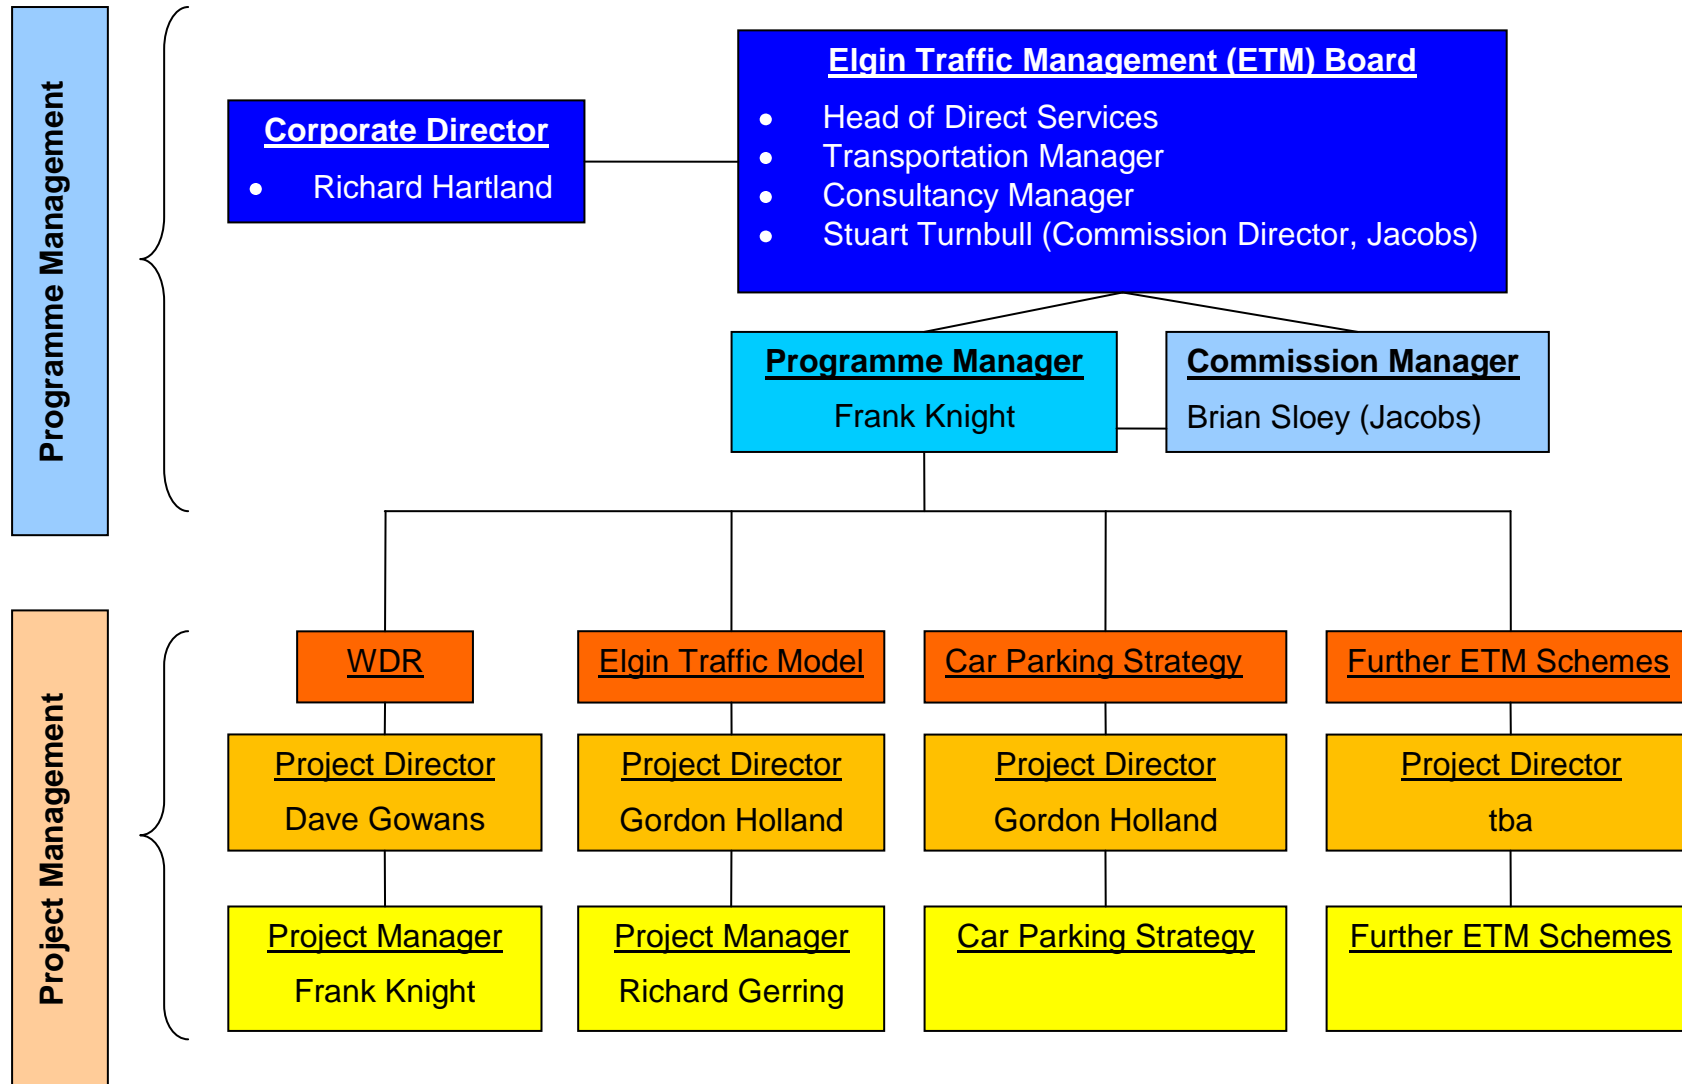 Programme Management
Corporate Director
• Richard Hartland
Elgin Traffic Management (ETM) Board
• Head of Direct Services
• Transportation Manager
• Consultancy Manager
• Stuart Turnbull (Commission Director, Jacobs)
Programme Manager
Frank Knight
Commission Manager
Brian Sloey (Jacobs)
Project Management
WDR
Project Director
Dave Gowans
Project Manager
Frank Knight
Elgin Traffic Model
Project Director
Gordon Holland
Project Manager
Richard Gerring
Car Parking Strategy
Project Director
Gordon Holland
Car Parking Strategy
Further ETM Schemes
Project Director
tba
Further ETM Schemes